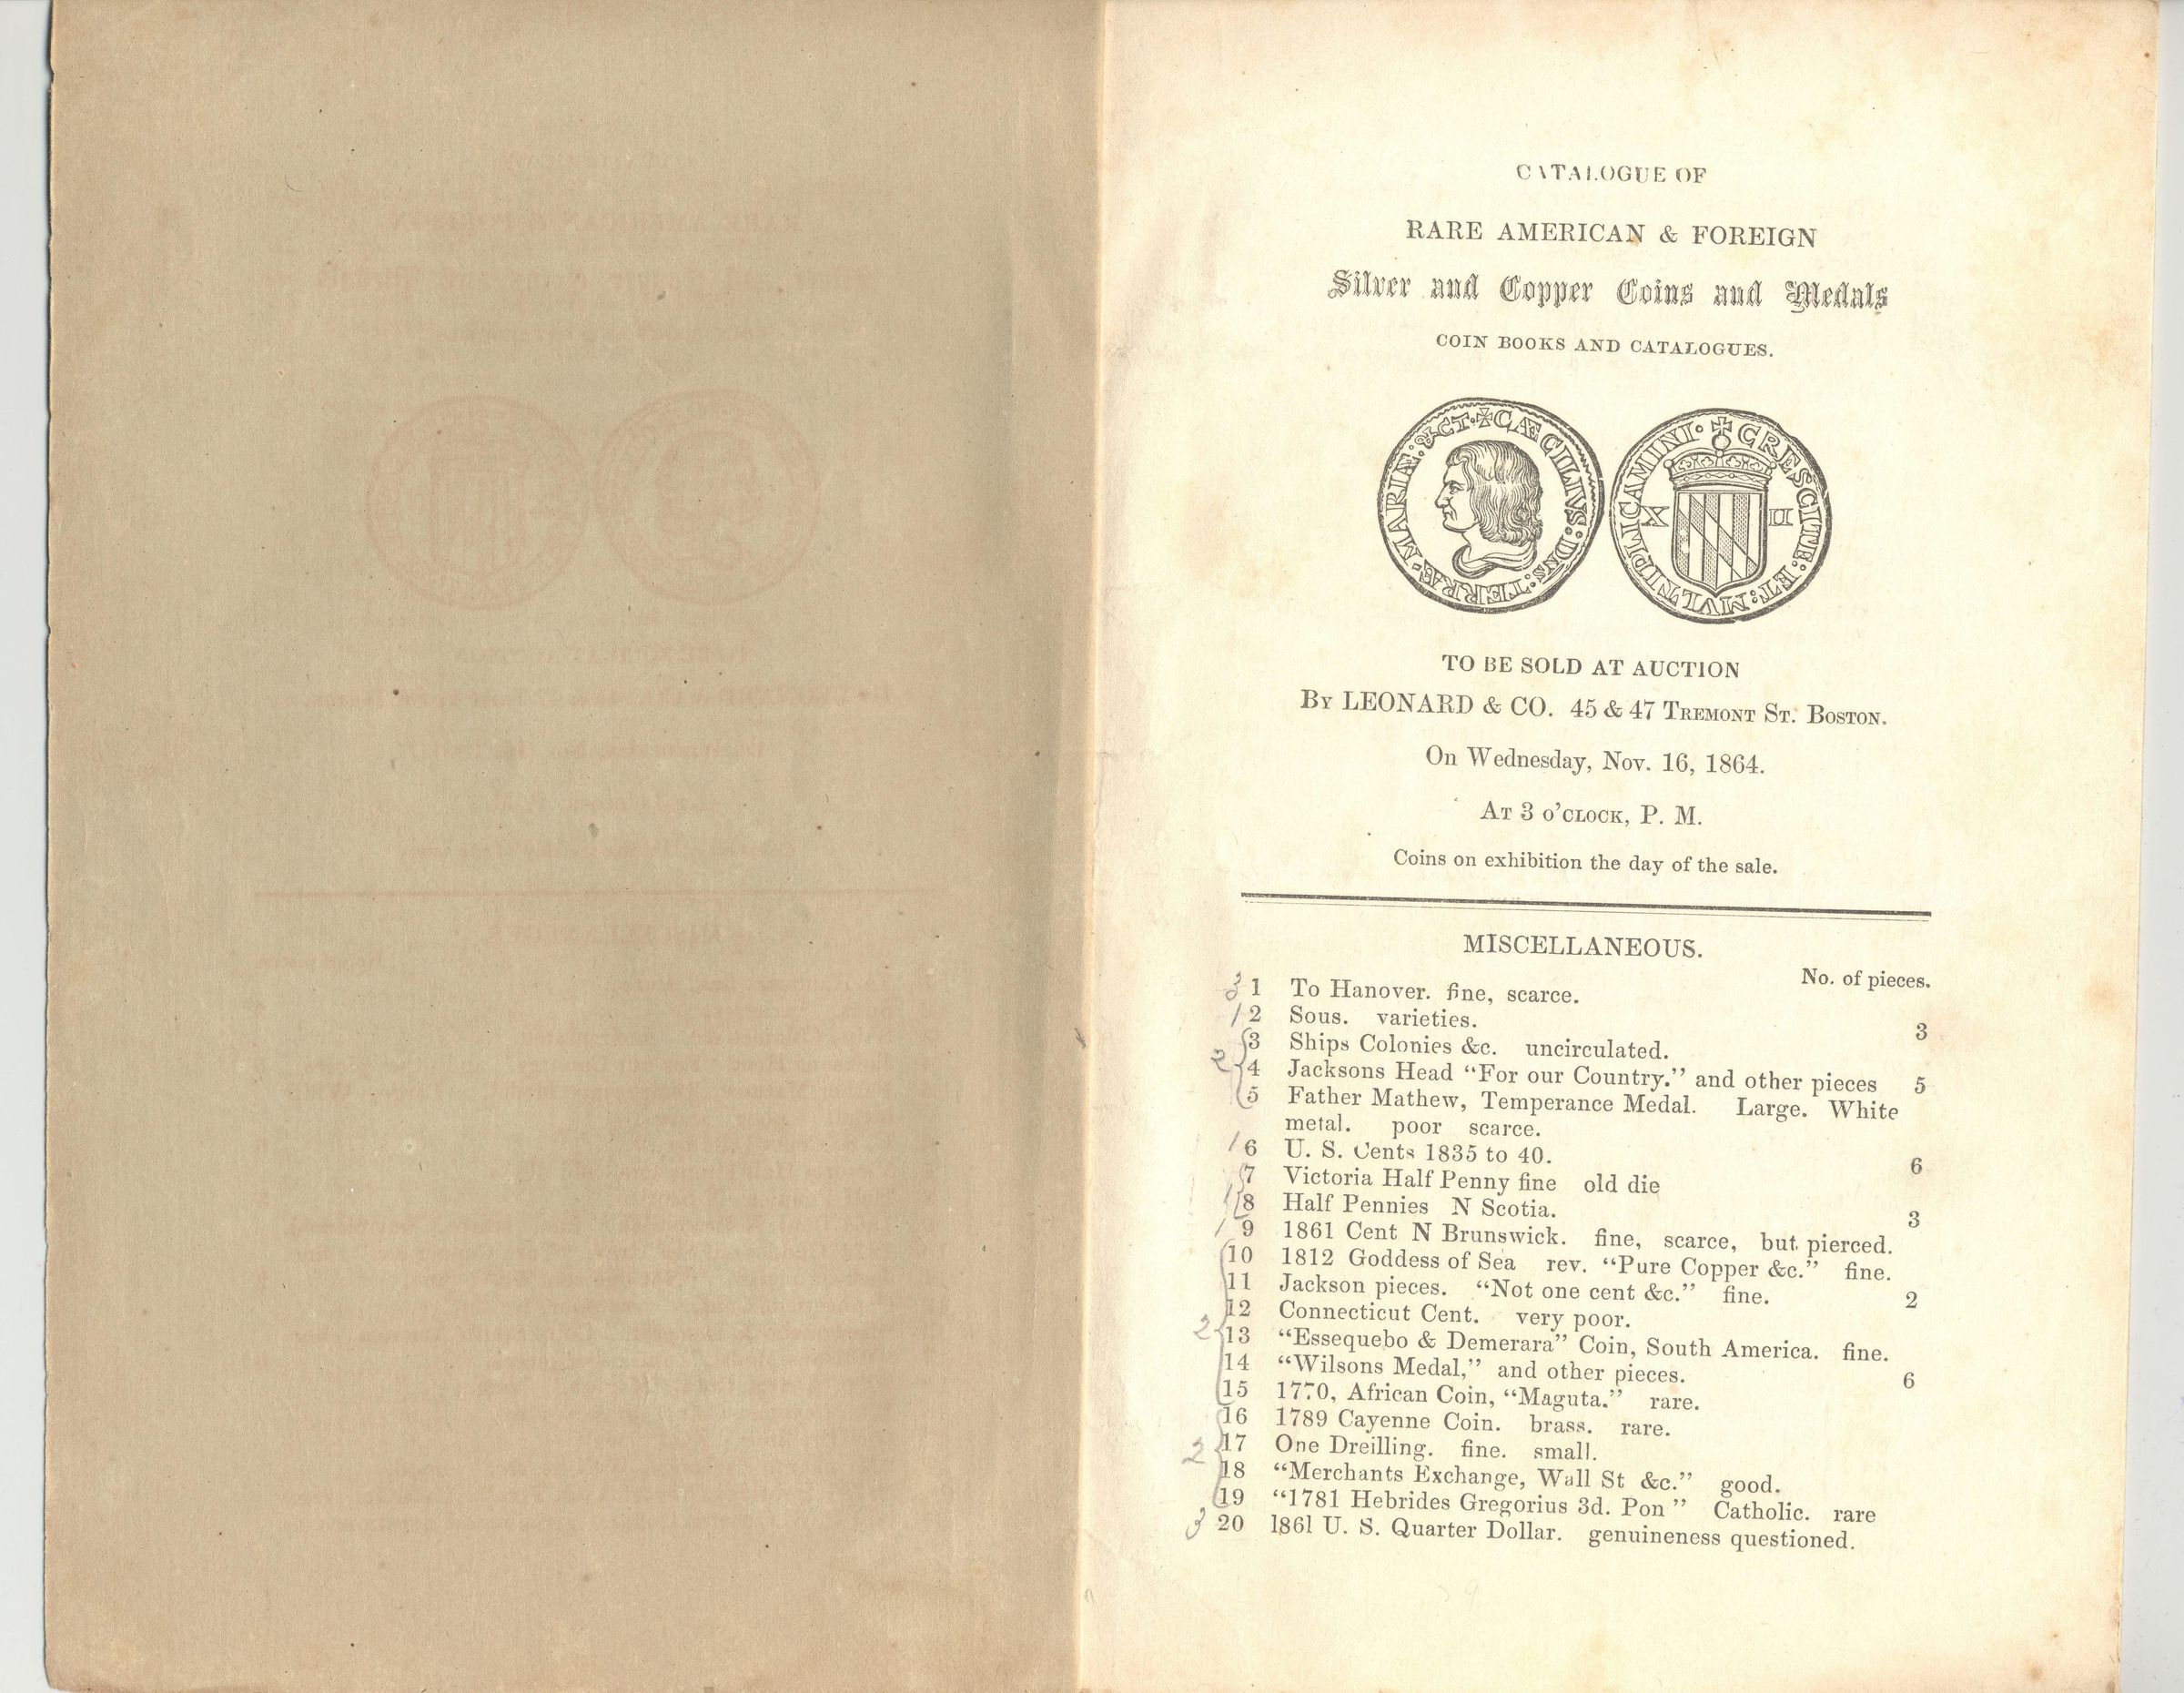 CATALOGUE OF
RARE AMERICAN & FOREIGN
Silver and Copper Coins and Medals
COIN BOOKS AND CATALOGUES.
CÆCILIVS: DNS: TERRÆ-MARIÆ: &CT·
CRESCITE: ET: MVLTIPLICAMINI·
X II
TO BE SOLD AT AUCTION
By LEONARD & CO. 45 & 47 Tremont St. Boston.
On Wednesday, Nov. 16, 1864.
At 3 o'clock, P. M.
Coins on exhibition the day of the sale.
MISCELLANEOUS.
No. of pieces.
3 1 To Hanover. fine, scarce.
/ 2 Sous. varieties. 3
3 Ships Colonies &c. uncirculated.
2 4 Jacksons Head "For our Country." and other pieces 5
5 Father Mathew, Temperance Medal. Large. White
metal. poor scarce.
/ 6 U. S. Cents 1835 to 40. 6
7 Victoria Half Penny fine old die
/ 8 Half Pennies N Scotia. 3
/ 9 1861 Cent N Brunswick. fine, scarce, but pierced.
10 1812 Goddess of Sea rev. "Pure Copper &c." fine.
11 Jackson pieces. "Not one cent &c." fine. 2
12 Connecticut Cent. very poor.
2 13 "Essequebo & Demerara" Coin, South America. fine.
14 "Wilsons Medal," and other pieces. 6
15 1770, African Coin, "Maguta." rare.
16 1789 Cayenne Coin. brass. rare.
2 17 One Dreilling. fine. small.
18 "Merchants Exchange, Wall St &c." good.
19 "1781 Hebrides Gregorius 3d. Pon" Catholic. rare
3 20 1861 U. S. Quarter Dollar. genuineness questioned.